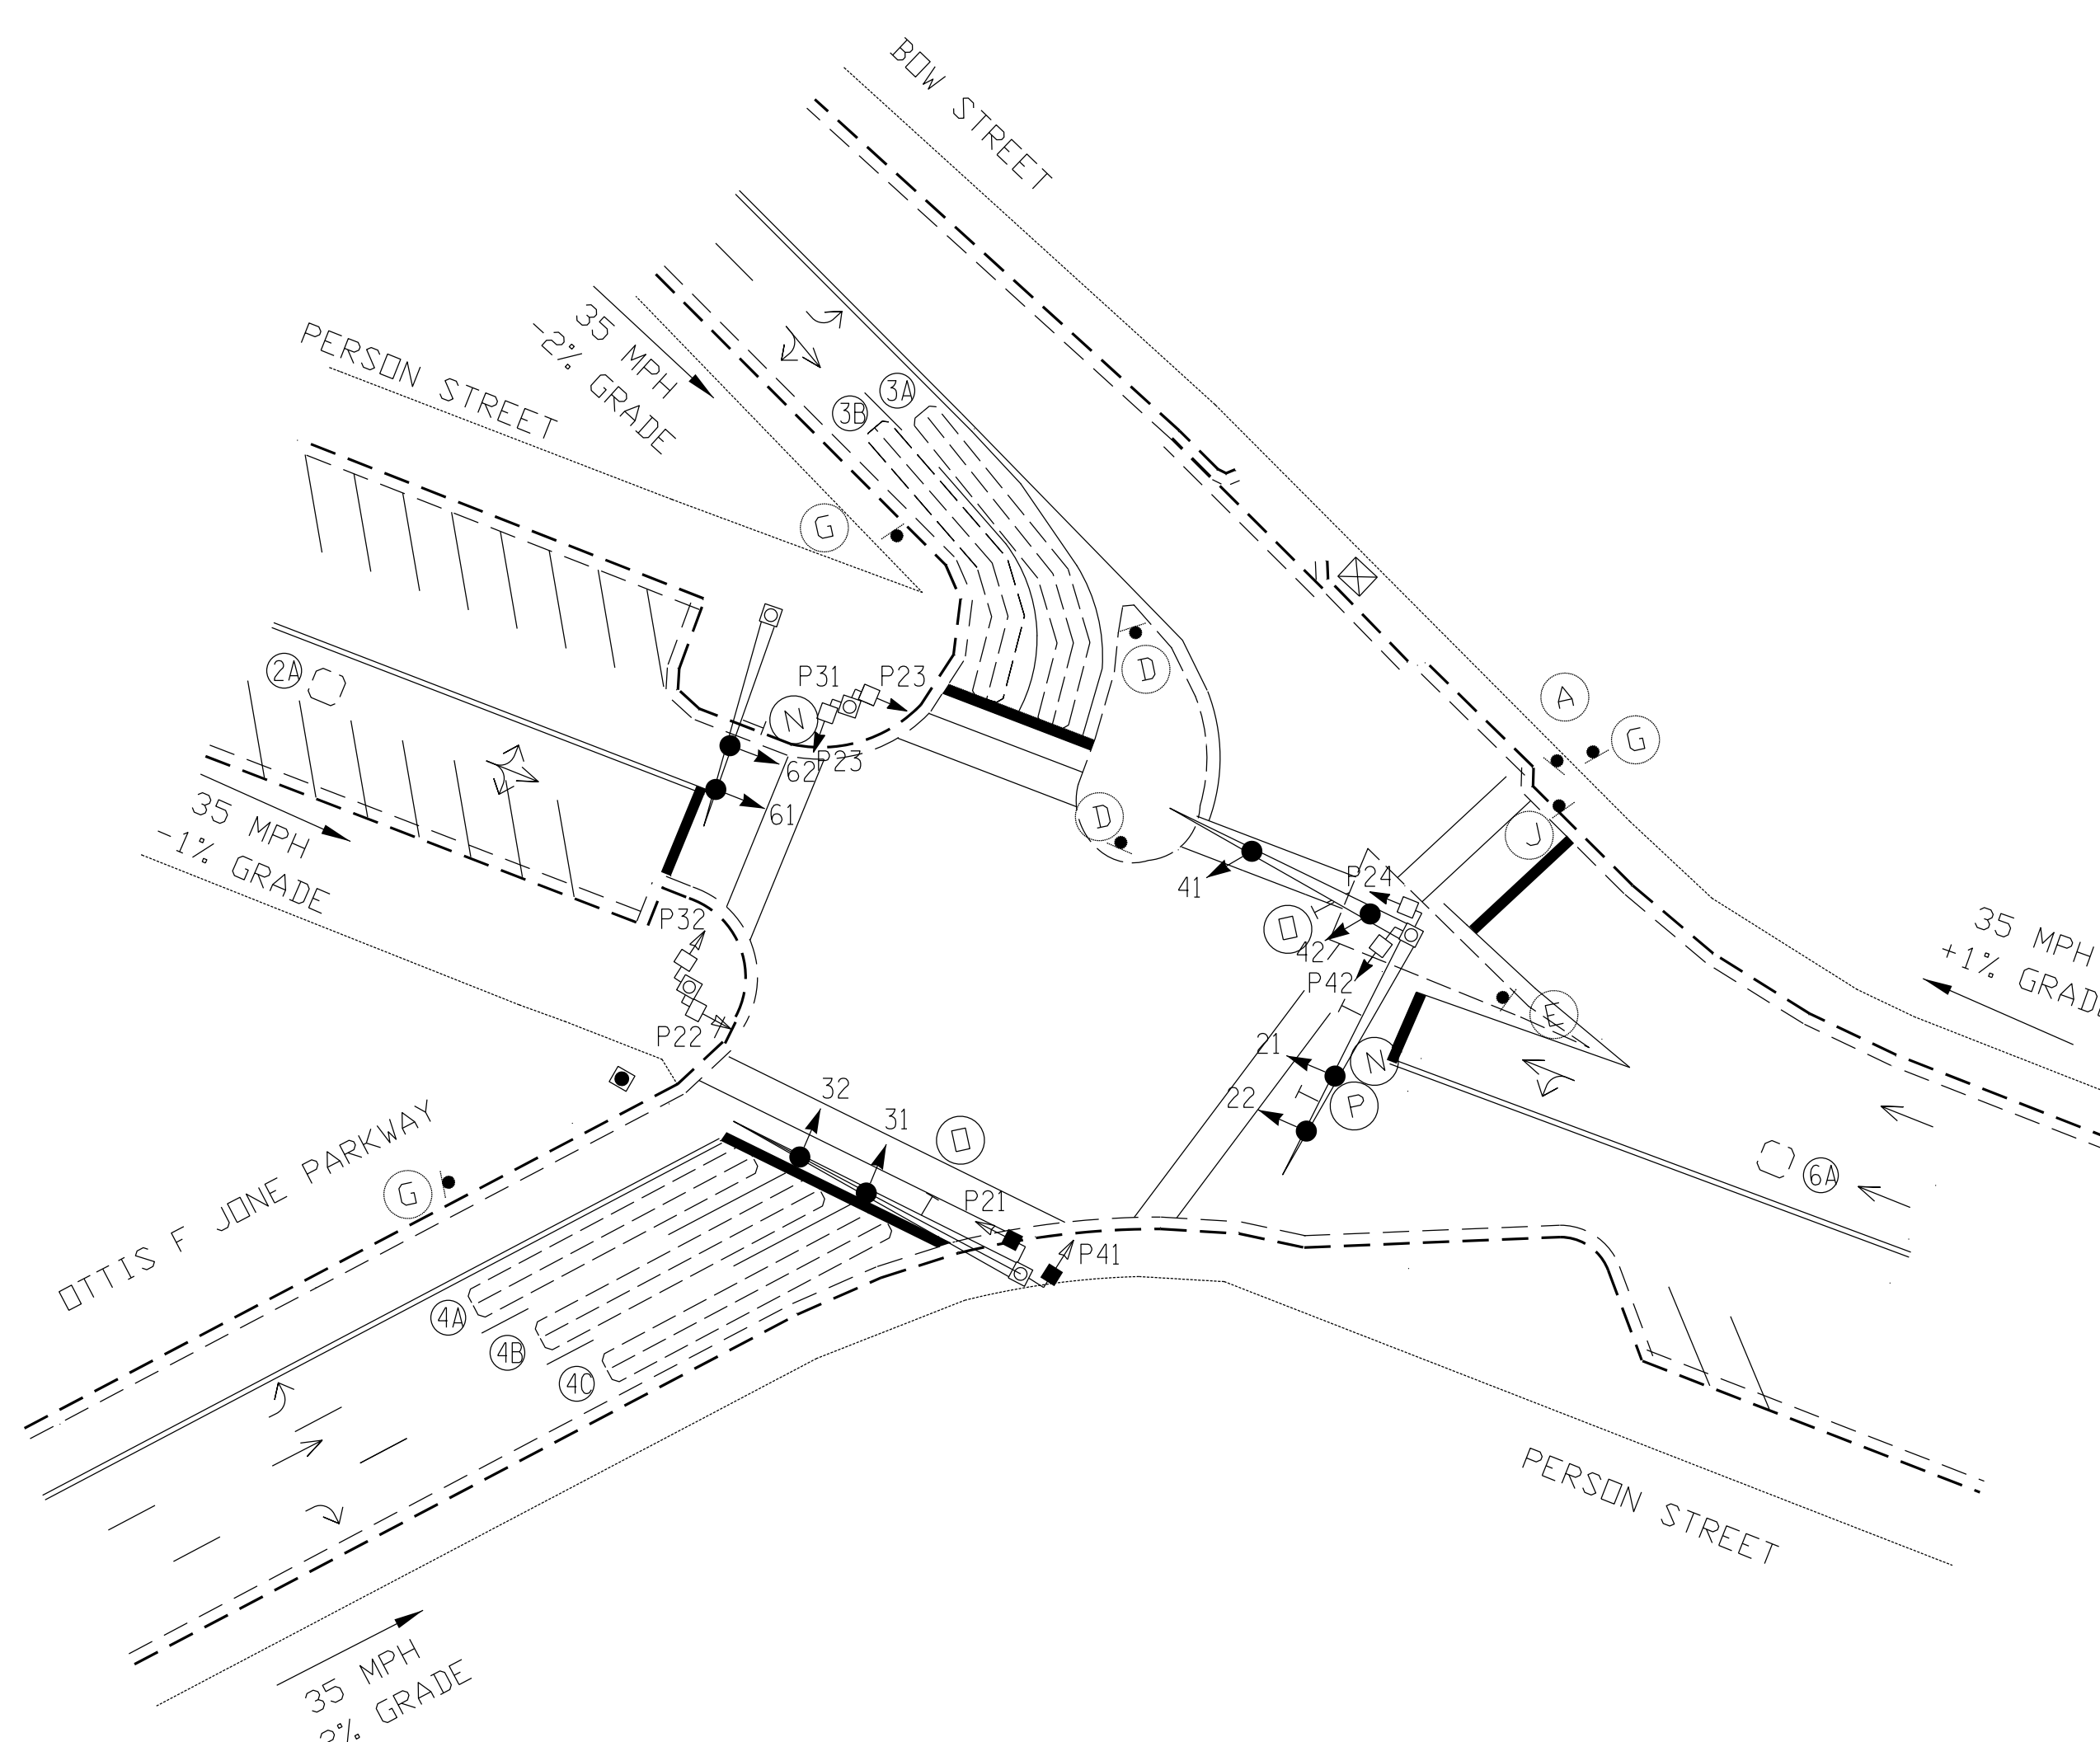 BOW STREET
35 MPH
-2% GRADE
PERSON STREET
3A
3B
G
D
2A
P31
P23
N
A
G
62
P23
61
D
J
35 MPH
-1% GRADE
41
P24
P32
42
P42
35 MPH
+1%
E
P22
21
N
22
P
32
31
OTTIS F JONE PARKWAY
G
6A
P21
P41
4A
4B
4C
PERSON STREET
35 MPH
GRADE